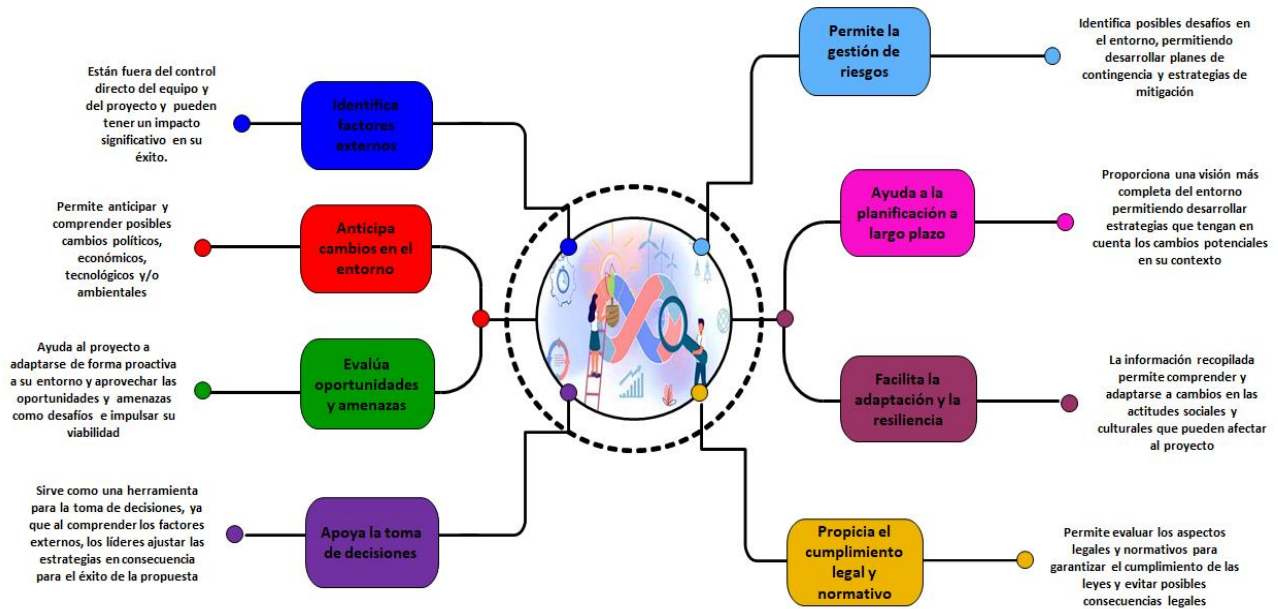 Están fuera del control
directo del equipo y
del proyecto y pueden
tener un impacto
significativo en su
éxito.
Identifica
factores
externos
Permite anticipar y
comprender posibles
cambios políticos,
económicos,
tecnológicos y/o
ambientales
Anticipa
cambios en el
entorno
Ayuda al proyecto a
adaptarse de forma proactiva
a su entorno y aprovechar las
oportunidades y amenazas
como desafíos e impulsar su
viabilidad
Evalúa
oportunidades
y amenazas
Sirve como una herramienta
para la toma de decisiones, ya
que al comprender los factores
externos, los líderes ajustar las
estrategias en consecuencia
para el éxito de la propuesta
Apoya la toma
de decisiones
Permite la
gestión de
riesgos
Identifica posibles desafíos en
el entorno, permitiendo
desarrollar planes de
contingencia y estrategias de
mitigación
Ayuda a la
planificación a
largo plazo
Proporciona una visión más
completa del entorno
permitiendo desarrollar
estrategias que tengan en
cuenta los cambios potenciales
en su contexto
Facilita la
adaptación y la
resiliencia
La información recopilada
permite comprender y
adaptarse a cambios en las
actitudes sociales y
culturales que pueden afectar
al proyecto
Propicia el
cumplimiento
legal y
normativo
Permite evaluar los aspectos
legales y normativos para
garantizar el cumplimiento de las
leyes y evitar posibles
consecuencias legales